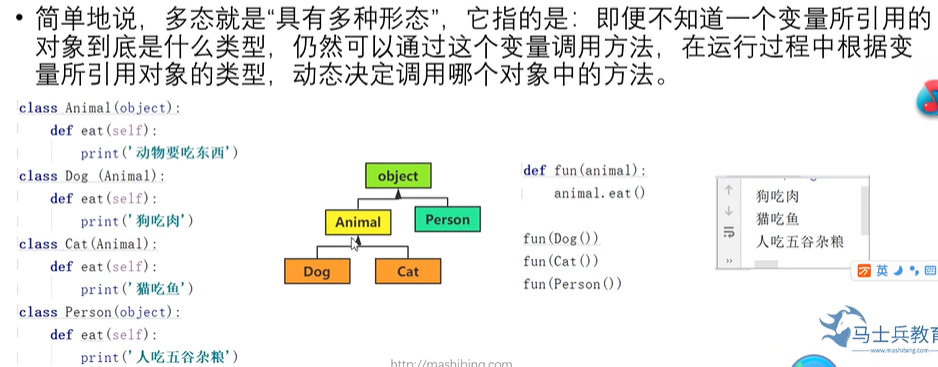 • 简单地说，多态就是“具有多种形态”，它指的是：即便不知道一个变量所引用的
对象到底是什么类型，仍然可以通过这个变量调用方法，在运行过程中根据变
量所引用对象的类型，动态决定调用哪个对象中的方法。
class Animal(object):
def eat(self):
print('动物要吃东西')
class Dog (Animal):
def eat(self):
print('狗吃肉')
class Cat(Animal):
def eat(self):
print('猫吃鱼')
class Person(object):
def eat(self):
print('人吃五谷杂粮')
object
Animal
Person
Dog
Cat
def fun(animal):
animal.eat()
fun(Dog())
fun(Cat())
fun(Person())
狗吃肉
猫吃鱼
人吃五谷杂粮
英
马士兵教育
www.mashibing.com
http://mashibing.com